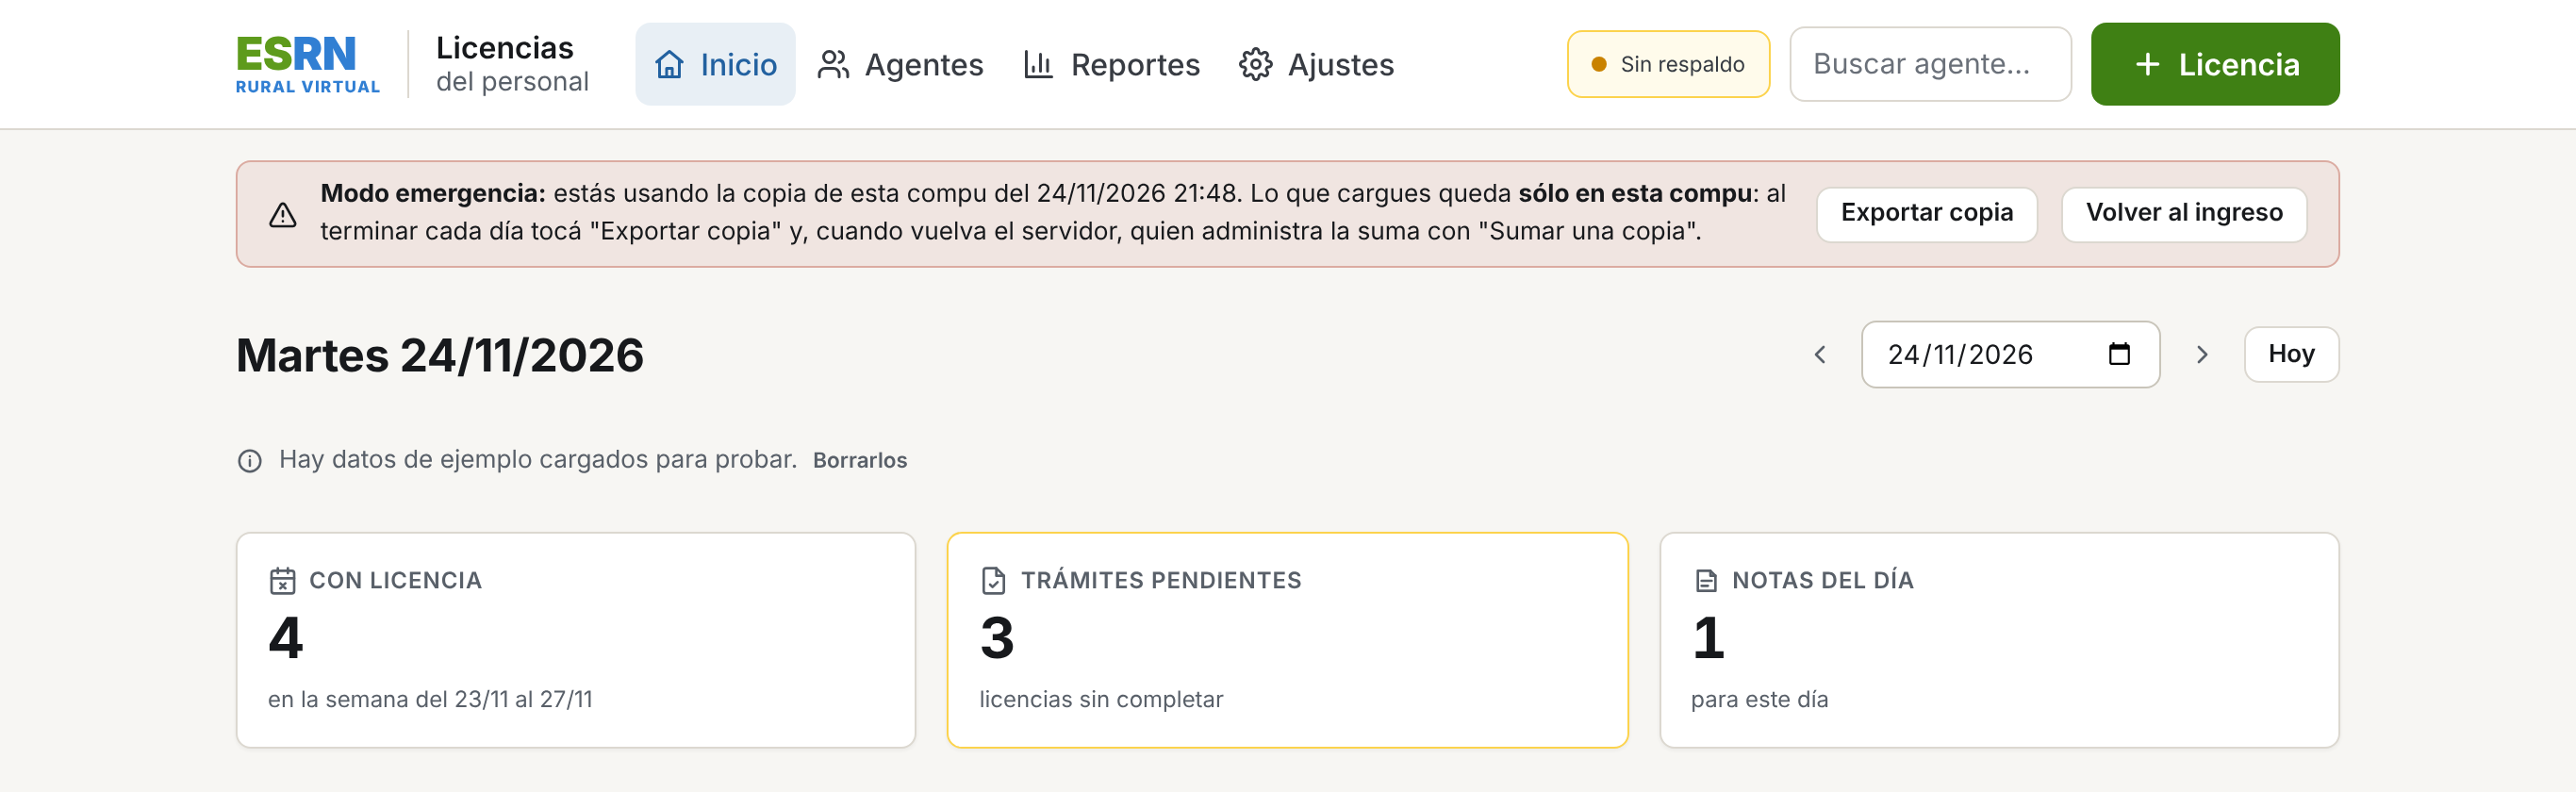 ESRN
RURAL VIRTUAL
Licencias
del personal
Inicio
Agentes
Reportes
Ajustes
Sin respaldo
Buscar agente...
+ Licencia
Modo emergencia: estás usando la copia de esta compu del 24/11/2026 21:48. Lo que cargues queda sólo en esta compu: al
terminar cada día tocá "Exportar copia" y, cuando vuelva el servidor, quien administra la suma con "Sumar una copia".
Exportar copia
Volver al ingreso
Martes 24/11/2026
24/11/2026
Hoy
Hay datos de ejemplo cargados para probar. Borrarlos
CON LICENCIA
4
en la semana del 23/11 al 27/11
TRÁMITES PENDIENTES
3
licencias sin completar
NOTAS DEL DÍA
1
para este día